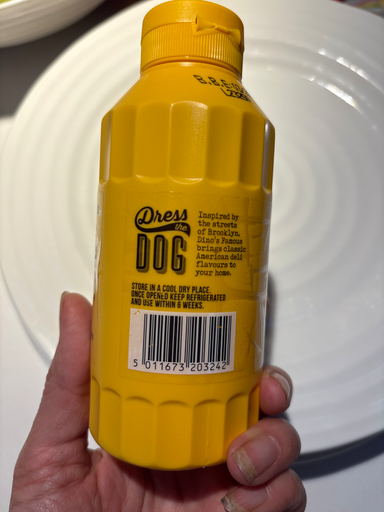 Dress
the
DOG
Inspired by
the streets
of Brooklyn,
Dino's Famous
brings classic
American deli
flavours to
your home.
STORE IN A COOL DRY PLACE.
ONCE OPENED KEEP REFRIGERATED
AND USE WITHIN 6 WEEKS.
5 011673 203242